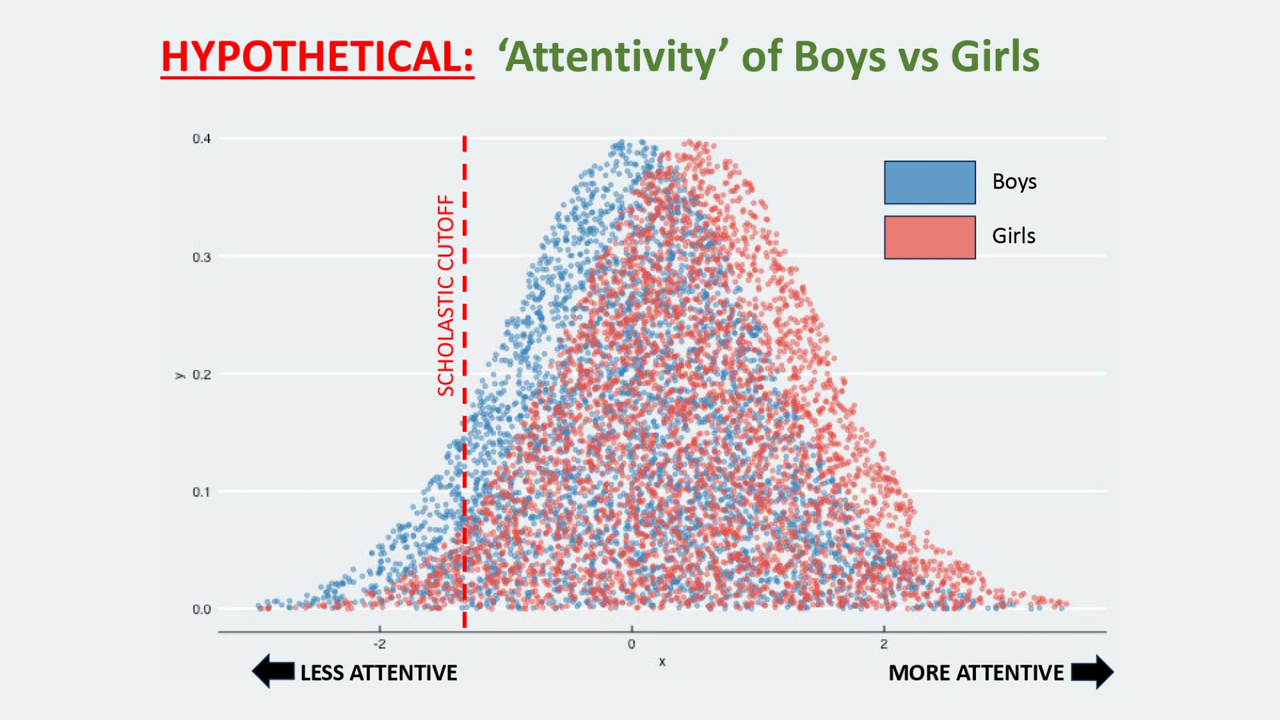 HYPOTHETICAL: ‘Attentivity’ of Boys vs Girls
0.4
Boys
SCHOLASTIC CUTOFF
Girls
0.3
y 0.2
0.1
0.0
-2 0 2
x
LESS ATTENTIVE MORE ATTENTIVE